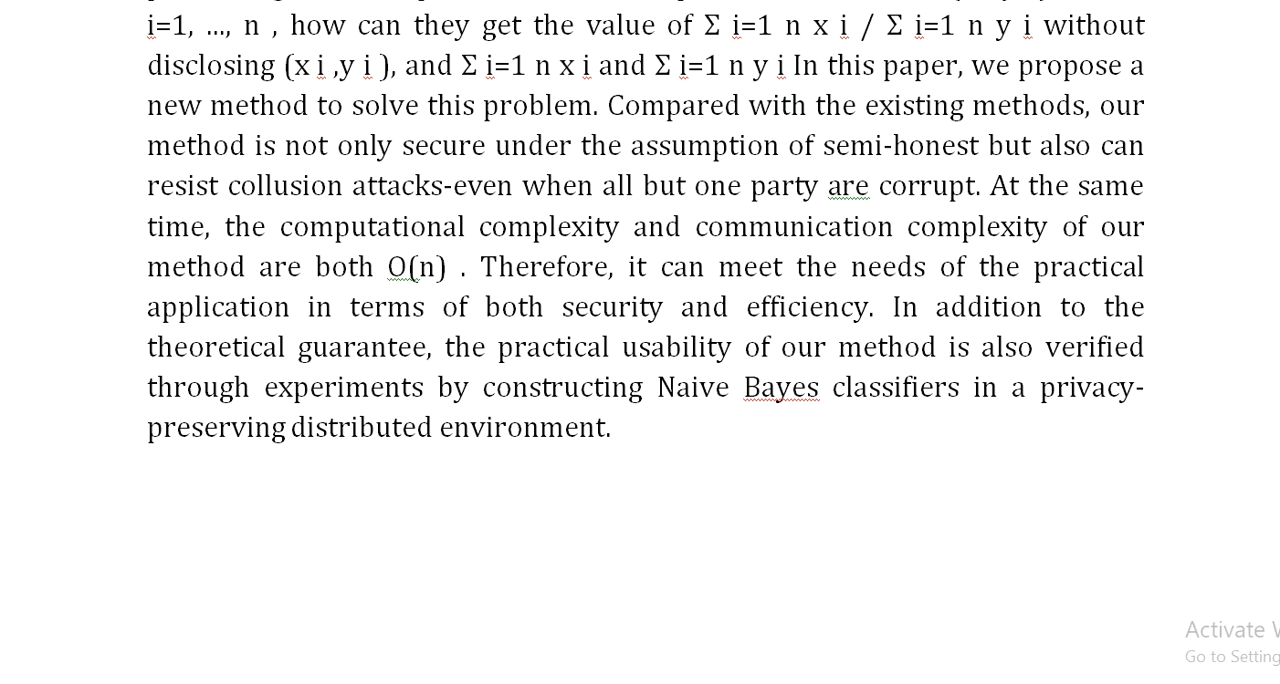 i=1, ..., n , how can they get the value of Σ i=1 n x i / Σ i=1 n y i without
disclosing (x i ,y i ), and Σ i=1 n x i and Σ i=1 n y i In this paper, we propose a
new method to solve this problem. Compared with the existing methods, our
method is not only secure under the assumption of semi-honest but also can
resist collusion attacks-even when all but one party are corrupt. At the same
time, the computational complexity and communication complexity of our
method are both O(n) . Therefore, it can meet the needs of the practical
application in terms of both security and efficiency. In addition to the
theoretical guarantee, the practical usability of our method is also verified
through experiments by constructing Naive Bayes classifiers in a privacy-
preserving distributed environment.
Activate
Go to Setting